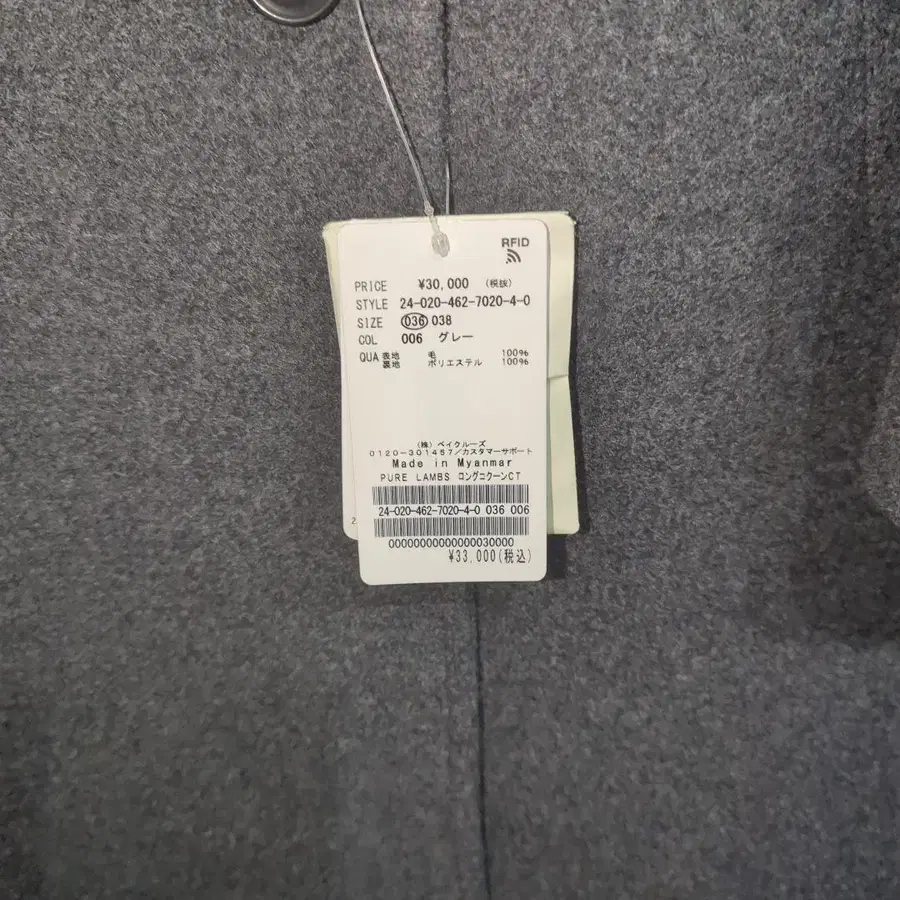 RFID
PRICE ¥30,000 (税抜)
STYLE 24-020-462-7020-4-0
SIZE 036 038
COL 006 グレー
QUA 表地 毛 100%
裏地 ポリエステル 100%
(株)ベイクルーズ
0120-301457/カスタマーサポート
Made in Myanmar
PURE LAMBS ロングコクーンCT
24-020-462-7020-4-0 036 006
00000000000000030000
¥33,000(税込)
2